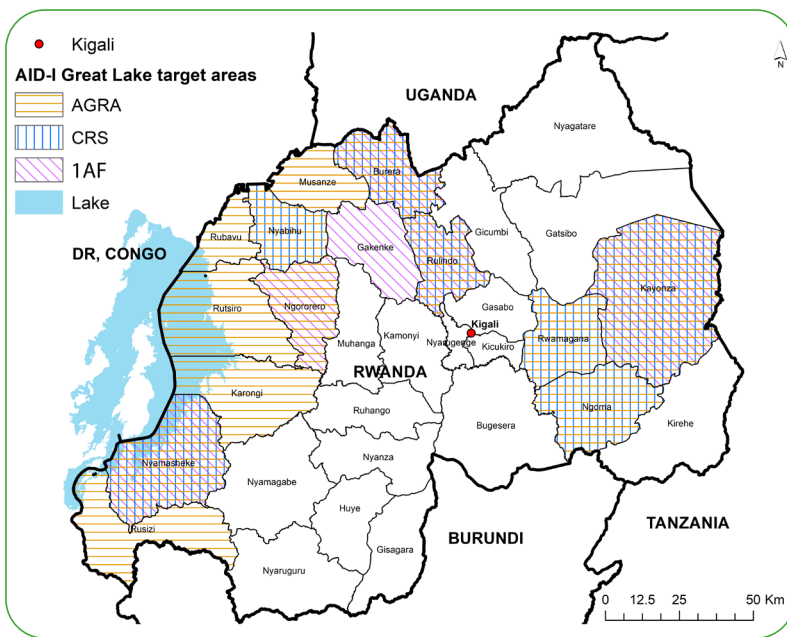 Kigali
AID-I Great Lake target areas
AGRA
CRS
1AF
Lake
N
UGANDA
DR, CONGO
RWANDA
BURUNDI
TANZANIA
Nyagatare
Burera
Musanze
Rubavu
Nyabihu
Gakenke
Rulindo
Gicumbi
Gatsibo
Kayonza
Rutsiro
Ngororero
Gasabo
Kigali
Muhanga
Kamonyi
Nyarugenge
Kicukiro
Rwamagana
Karongi
Ruhango
Bugesera
Ngoma
Kirehe
Nyamasheke
Nyanza
Nyamagabe
Huye
Rusizi
Gisagara
Nyaruguru
0 12.5 25 50 Km